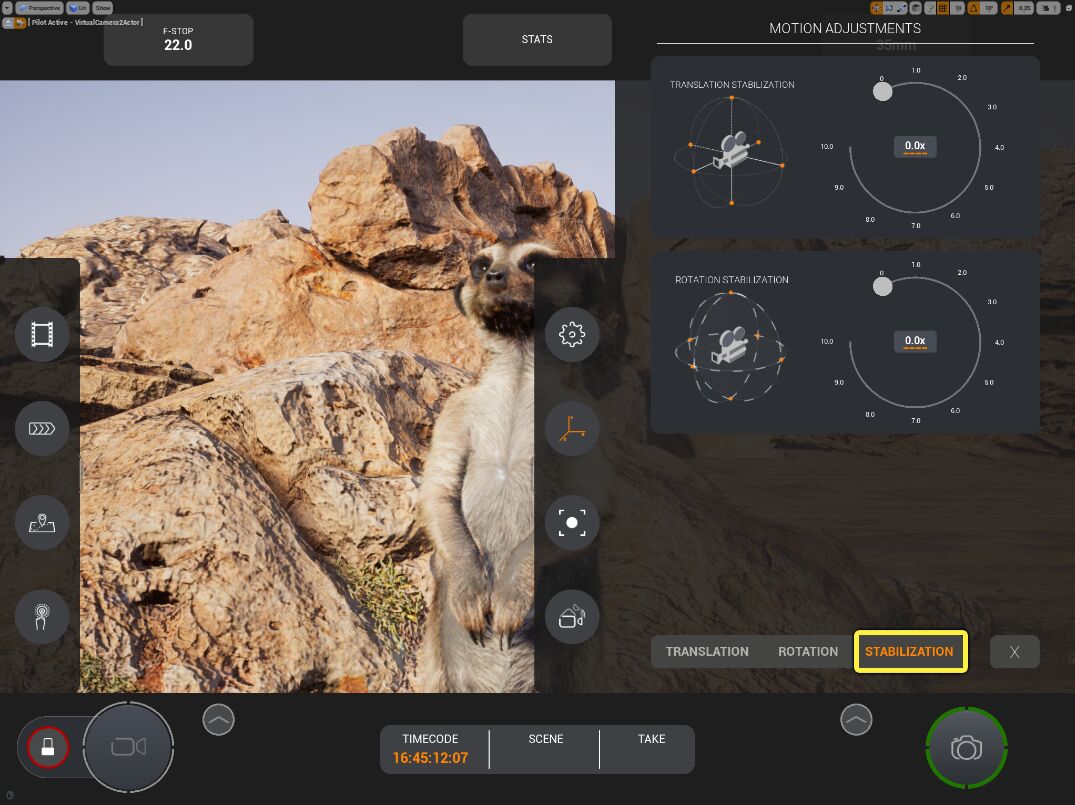 Perspective
Lit
Show
10
10°
0.25
1
[ Pilot Active - VirtualCamera2Actor ]
F-STOP
22.0
STATS
35mm
MOTION ADJUSTMENTS
TRANSLATION STABILIZATION
0
1.0
2.0
3.0
4.0
5.0
6.0
7.0
8.0
9.0
10.0
0.0x
ROTATION STABILIZATION
0
1.0
2.0
3.0
4.0
5.0
6.0
7.0
8.0
9.0
10.0
0.0x
TRANSLATION
ROTATION
STABILIZATION
X
TIMECODE
16:45:12:07
SCENE
TAKE